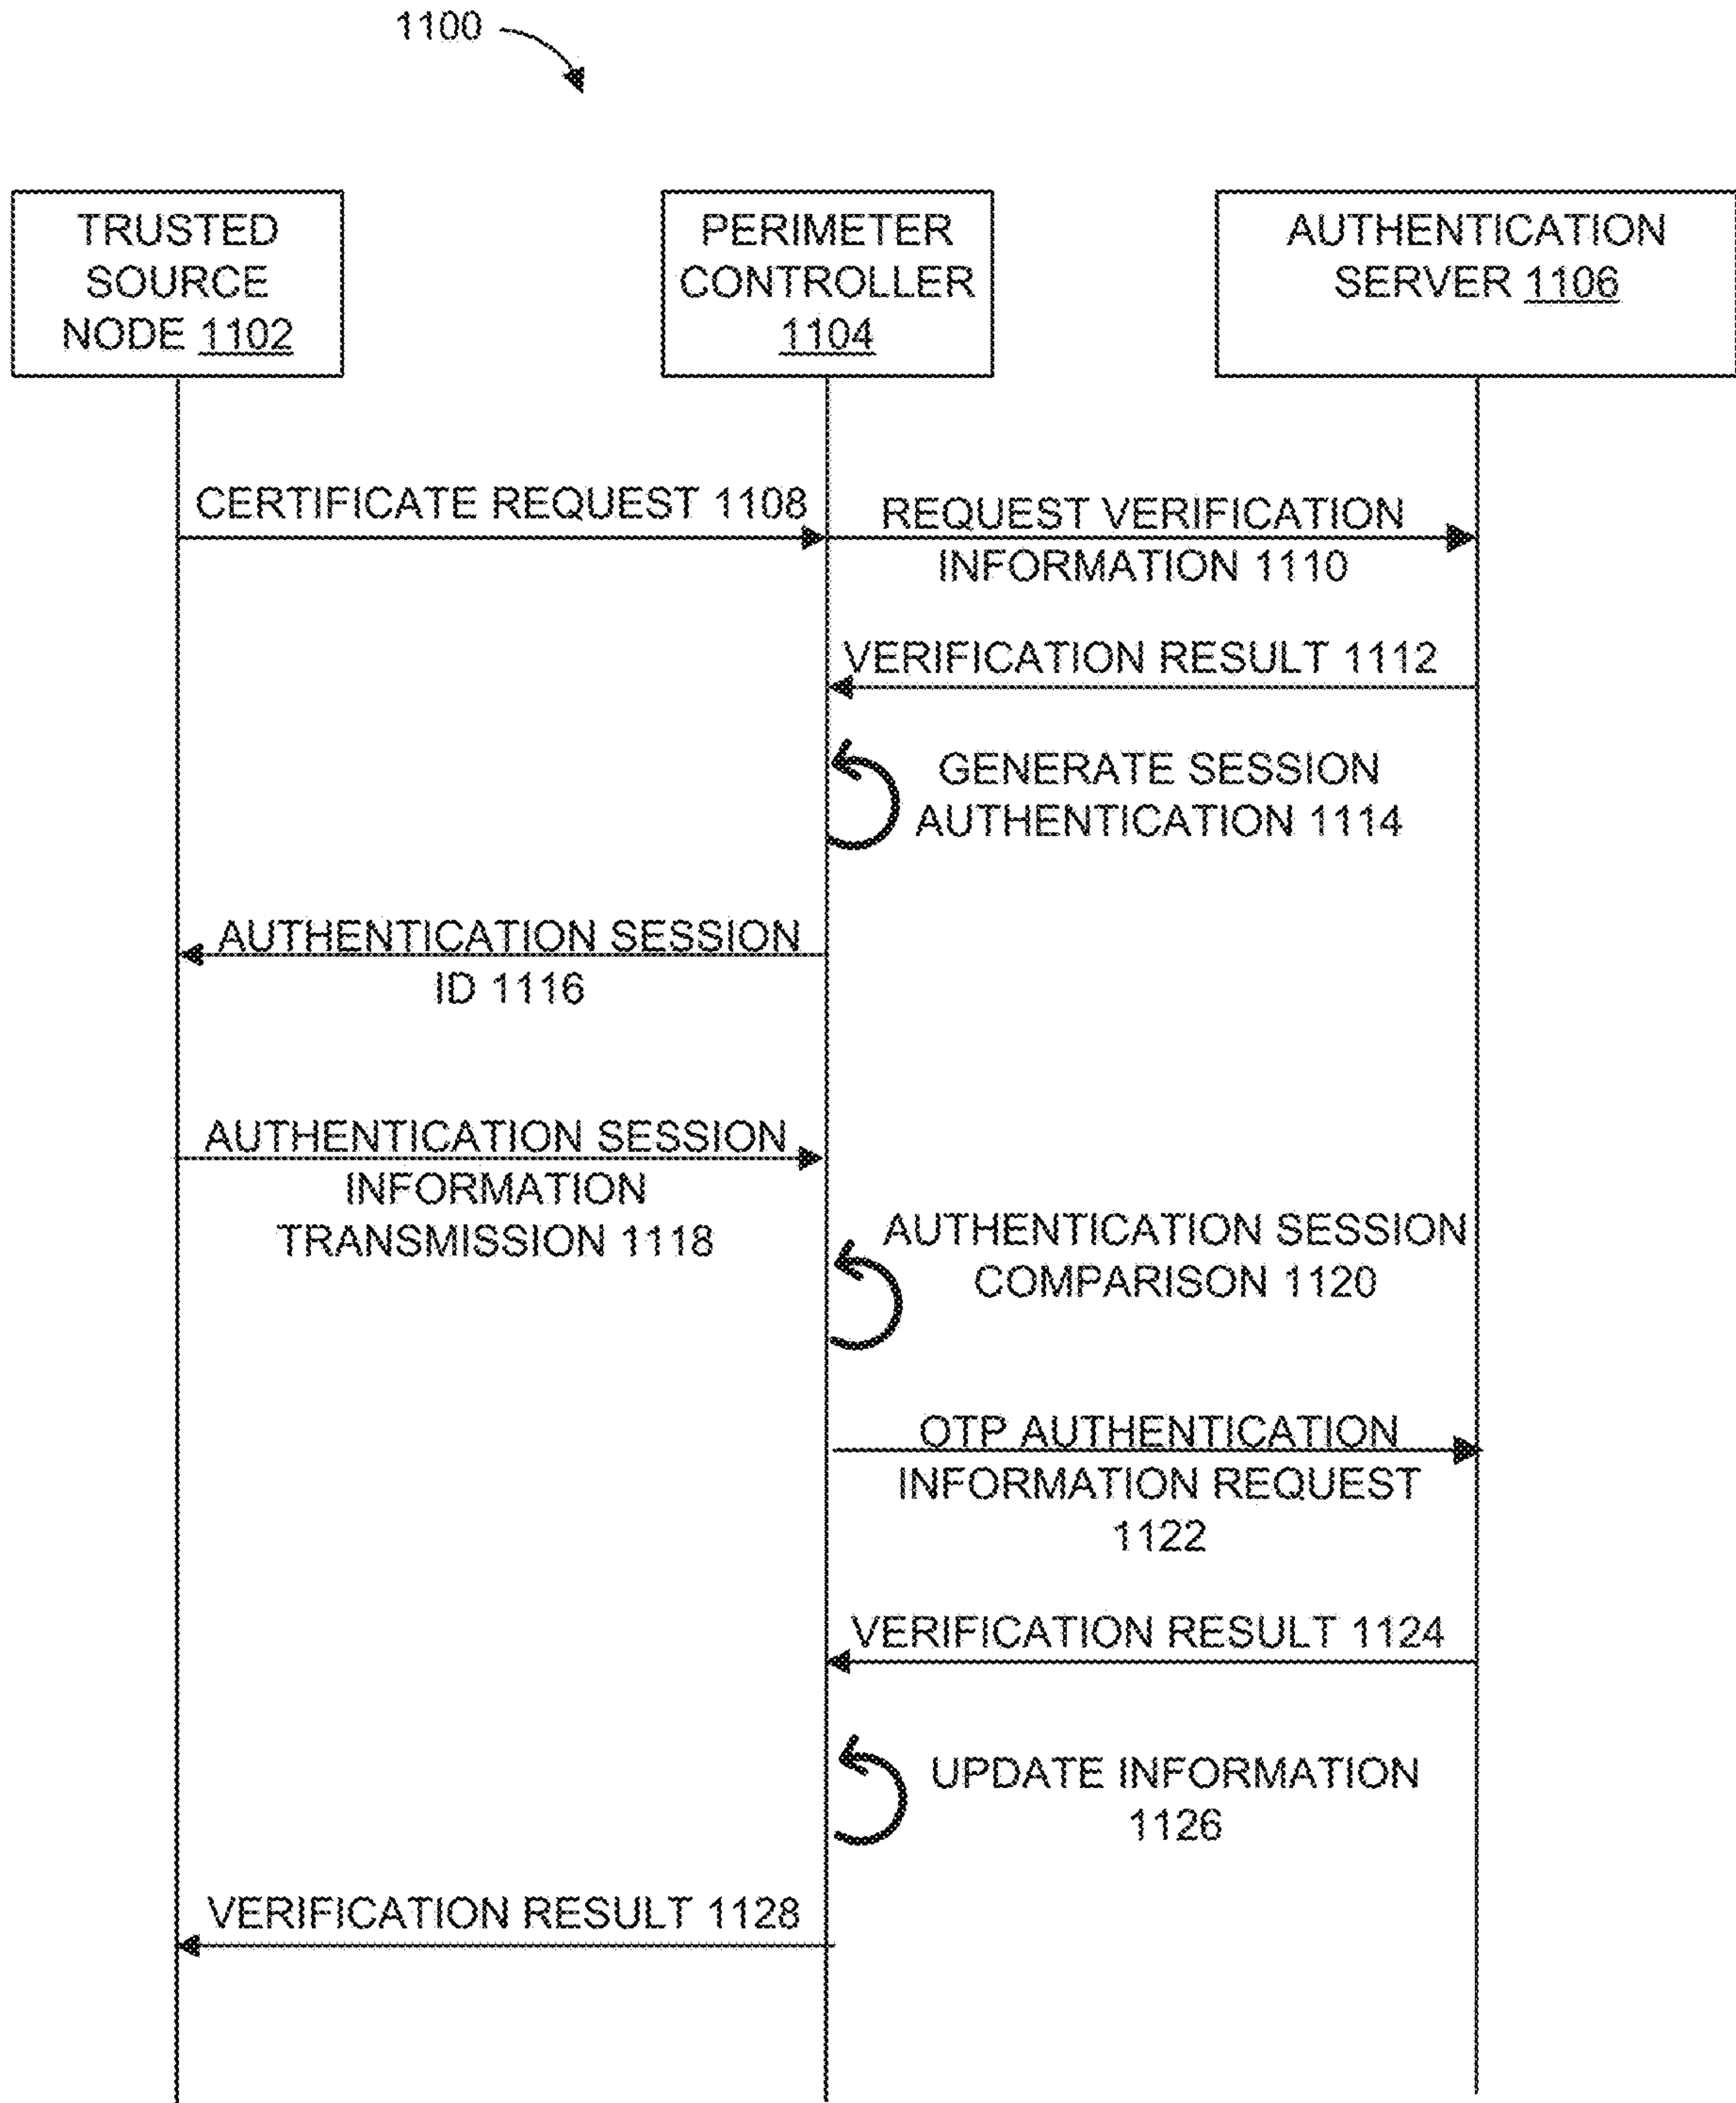 1100
TRUSTED
SOURCE
NODE 1102
PERIMETER
CONTROLLER
1104
AUTHENTICATION
SERVER 1106
CERTIFICATE REQUEST 1108
REQUEST VERIFICATION
INFORMATION 1110
VERIFICATION RESULT 1112
GENERATE SESSION
AUTHENTICATION 1114
AUTHENTICATION SESSION
ID 1116
AUTHENTICATION SESSION
INFORMATION
TRANSMISSION 1118
AUTHENTICATION SESSION
COMPARISON 1120
OTP AUTHENTICATION
INFORMATION REQUEST
1122
VERIFICATION RESULT 1124
UPDATE INFORMATION
1126
VERIFICATION RESULT 1128